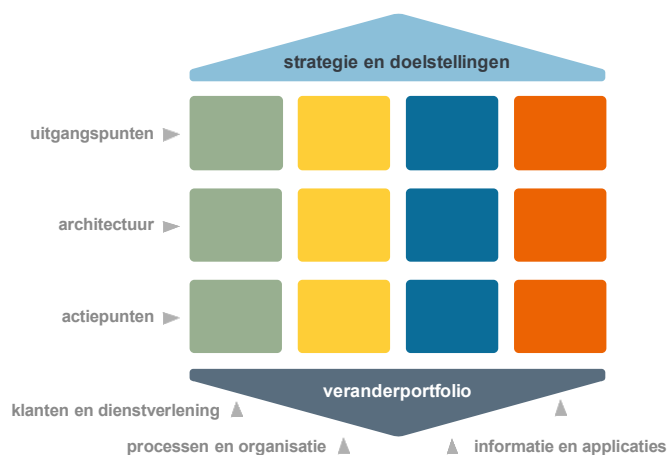 strategie en doelstellingen
uitgangspunten
architectuur
actiepunten
veranderportfolio
klanten en dienstverlening
processen en organisatie
informatie en applicaties